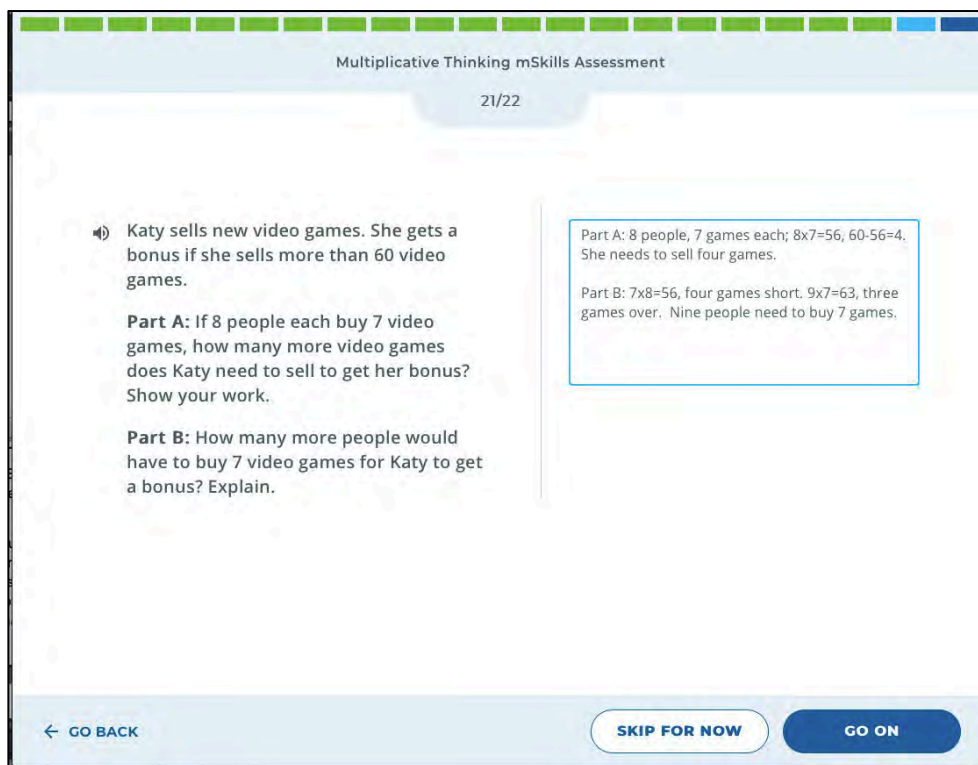 Multiplicative Thinking mSkills Assessment
21/22
Katy sells new video games. She gets a
bonus if she sells more than 60 video
games.
Part A: If 8 people each buy 7 video
games, how many more video games
does Katy need to sell to get her bonus?
Show your work.
Part B: How many more people would
have to buy 7 video games for Katy to get
a bonus? Explain.
Part A: 8 people, 7 games each; 8x7=56, 60-56=4.
She needs to sell four games.
Part B: 7x8=56, four games short. 9x7=63, three
games over. Nine people need to buy 7 games.
← GO BACK
SKIP FOR NOW
GO ON